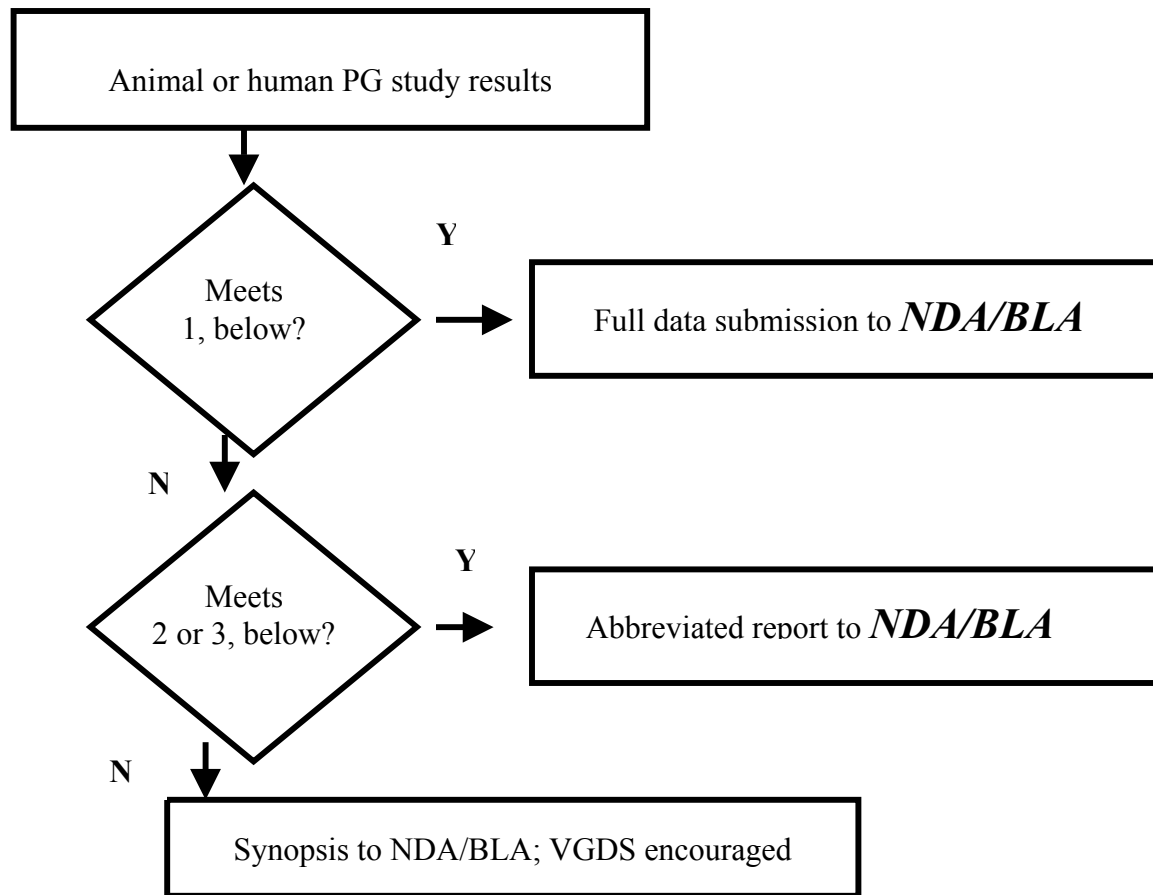 Animal or human PG study results
Y
Meets
1, below?
Full data submission to NDA/BLA
N
Y
Meets
2 or 3, below?
Abbreviated report to NDA/BLA
N
Synopsis to NDA/BLA; VGDS encouraged